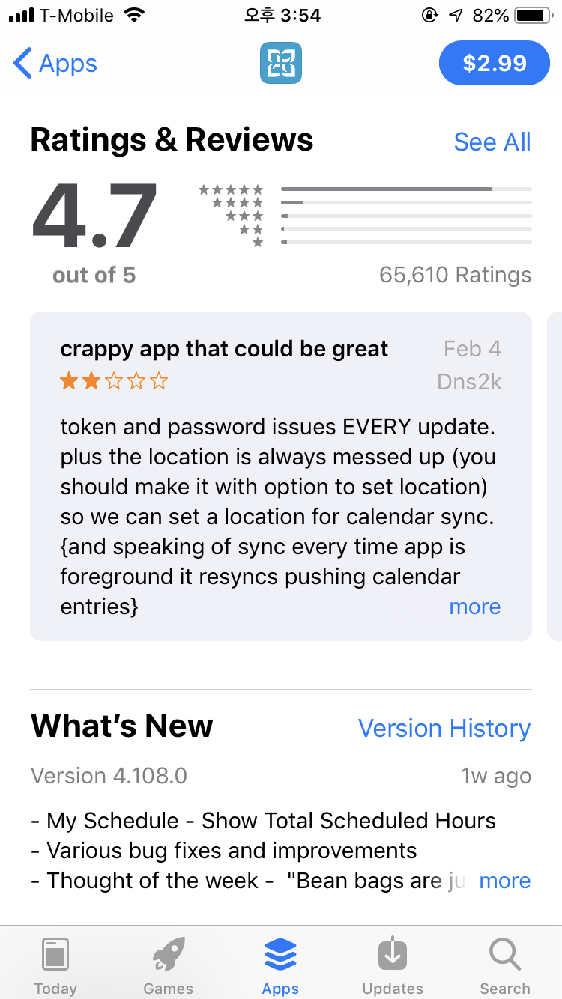 T-Mobile 오후 3:54 82%
Apps $2.99
Ratings & Reviews See All
4.7
out of 5 65,610 Ratings
crappy app that could be great Feb 4
Dns2k
token and password issues EVERY update.
plus the location is always messed up (you
should make it with option to set location)
so we can set a location for calendar sync.
{and speaking of sync every time app is
foreground it resyncs pushing calendar
entries} more
What's New Version History
Version 4.108.0 1w ago
- My Schedule - Show Total Scheduled Hours
- Various bug fixes and improvements
- Thought of the week - "Bean bags are ju more
Today Games Apps Updates Search